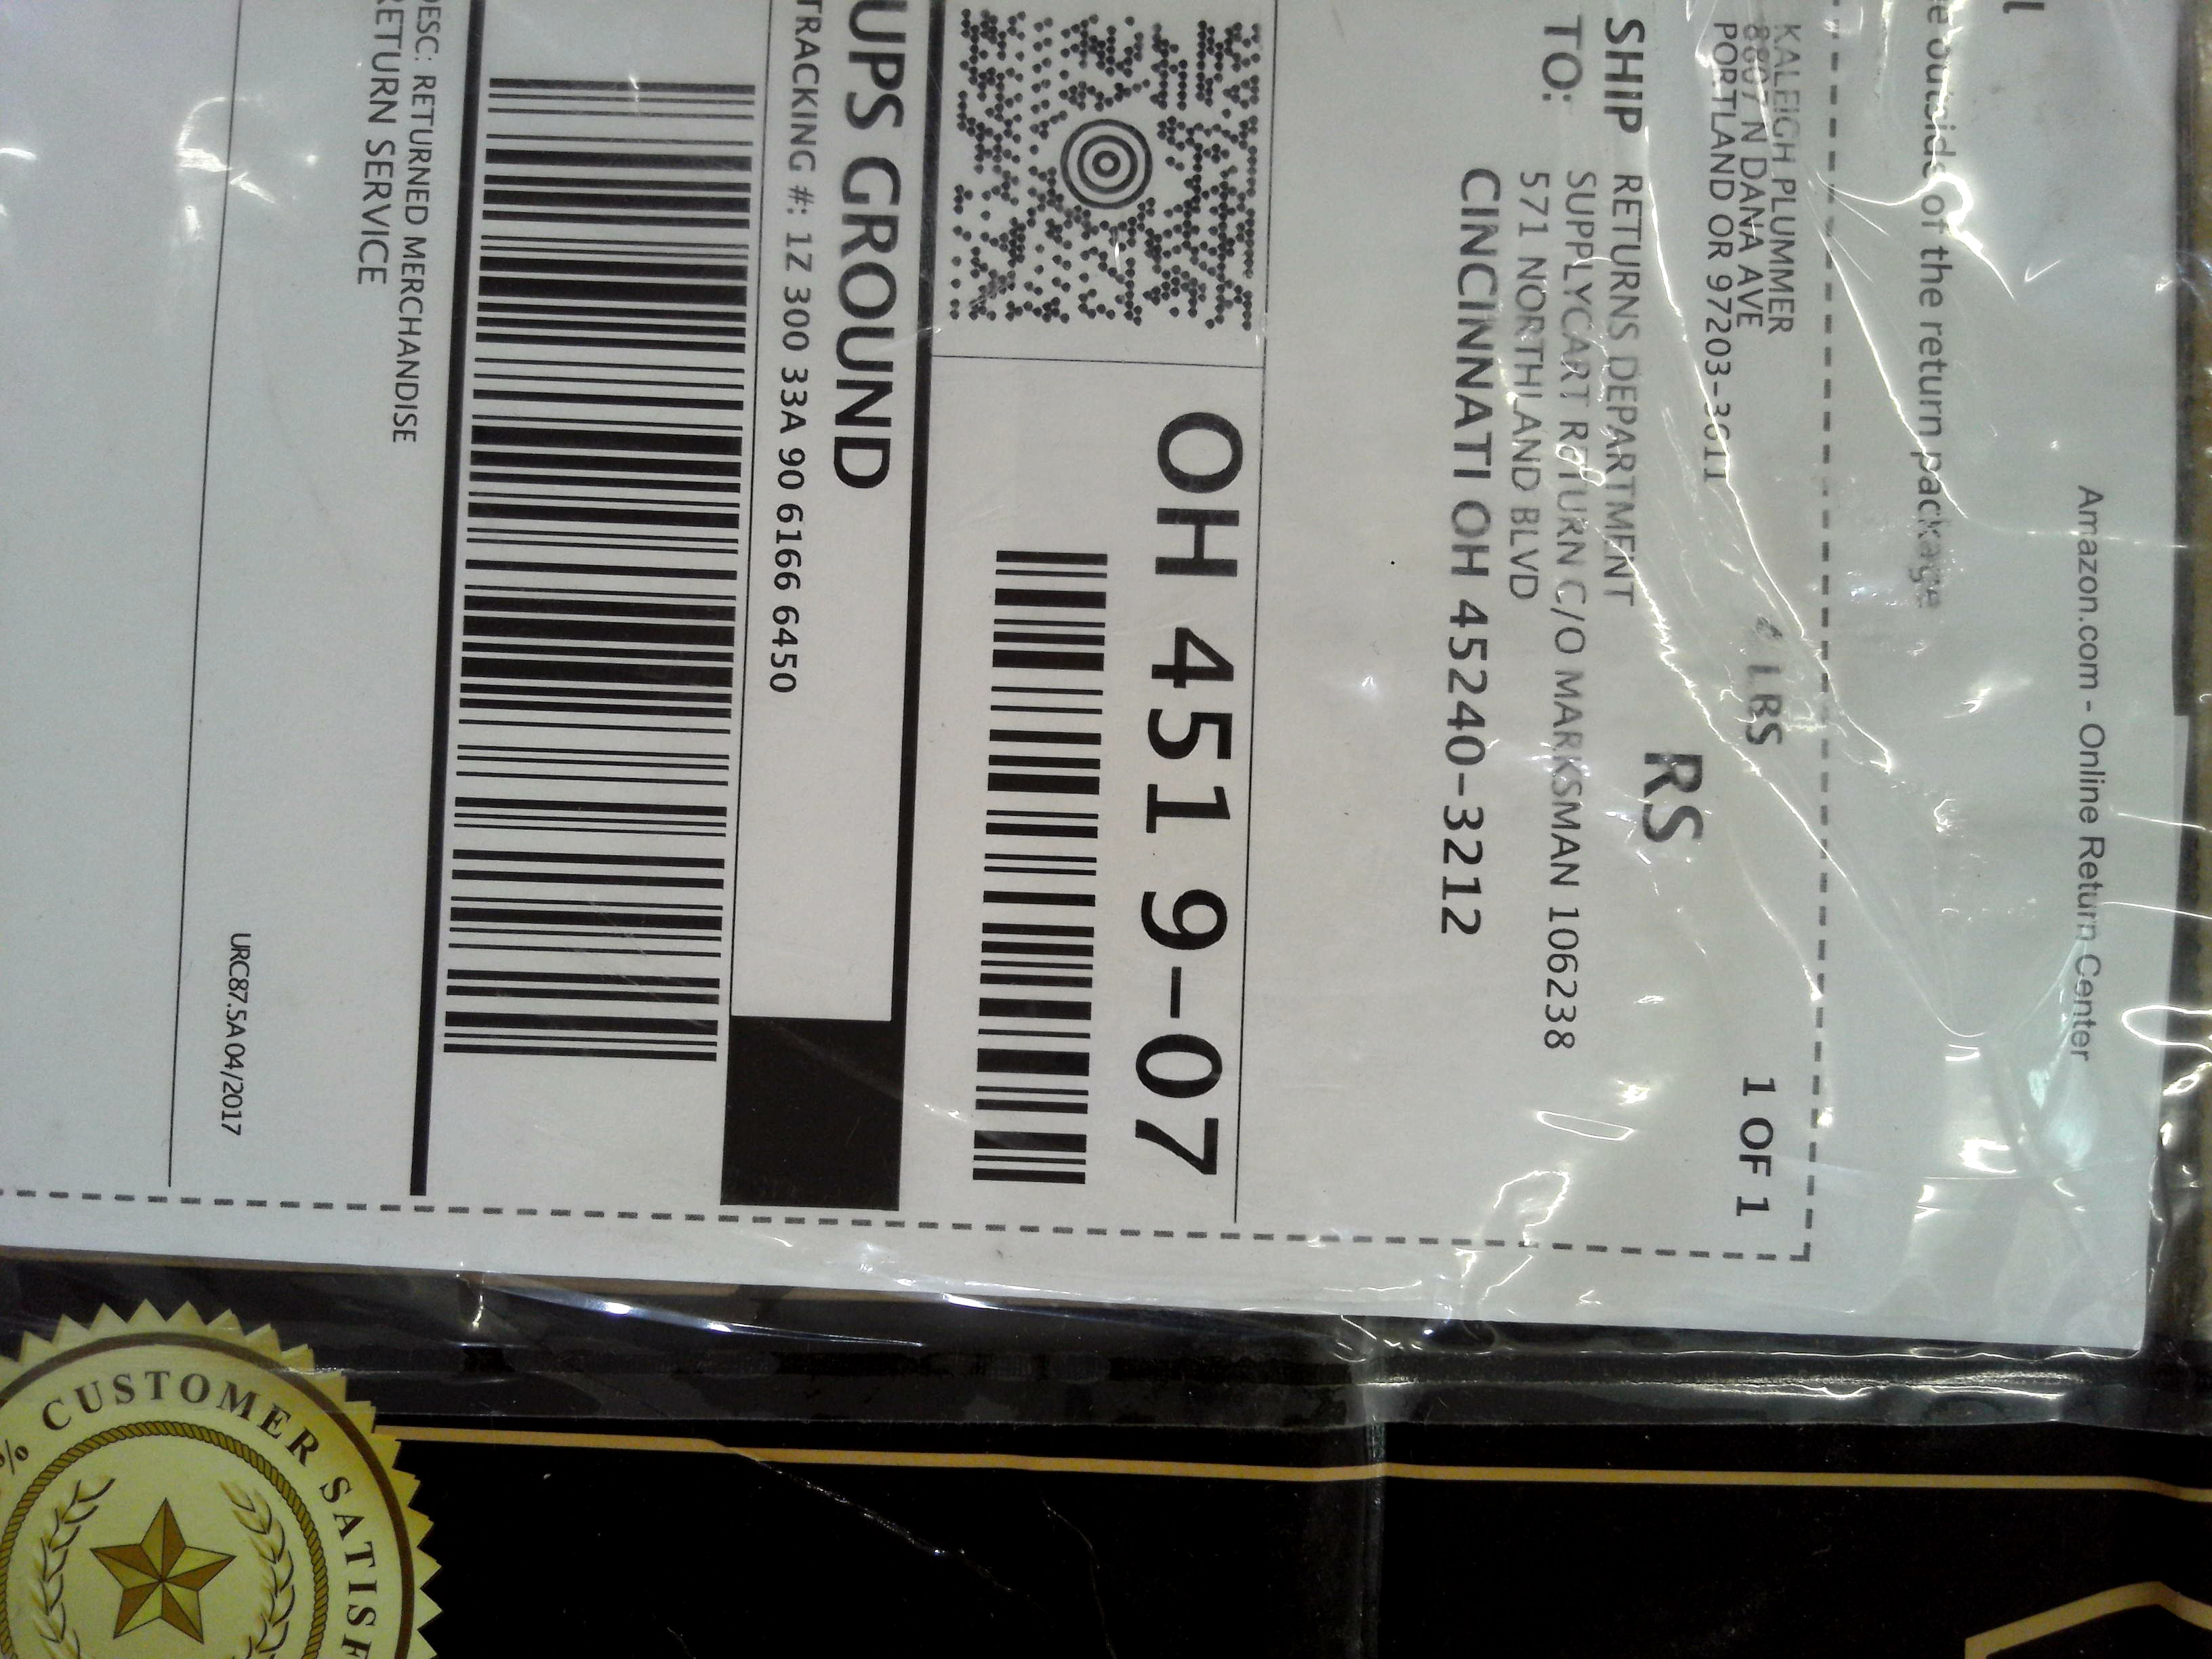 Amazon.com - Online Return Center
outside of the return package
KALEIGH PLUMMER
N DANA AVE
PORTLAND OR
LBS
1 OF 1
RS
SHIP
TO:
RETURNS DEPARTMENT
SUPPLYCART RETURN C/O MARKSMAN 106238
571 NORTHLAND BLVD
CINCINNATI OH 45240-3212
OH 451 9-07
UPS GROUND
TRACKING #: 1Z 300 33A 90 6166 6450
DESC: RETURNED MERCHANDISE
RETURN SERVICE
URC87.5A 04/2017
% CUSTOMER SATISF